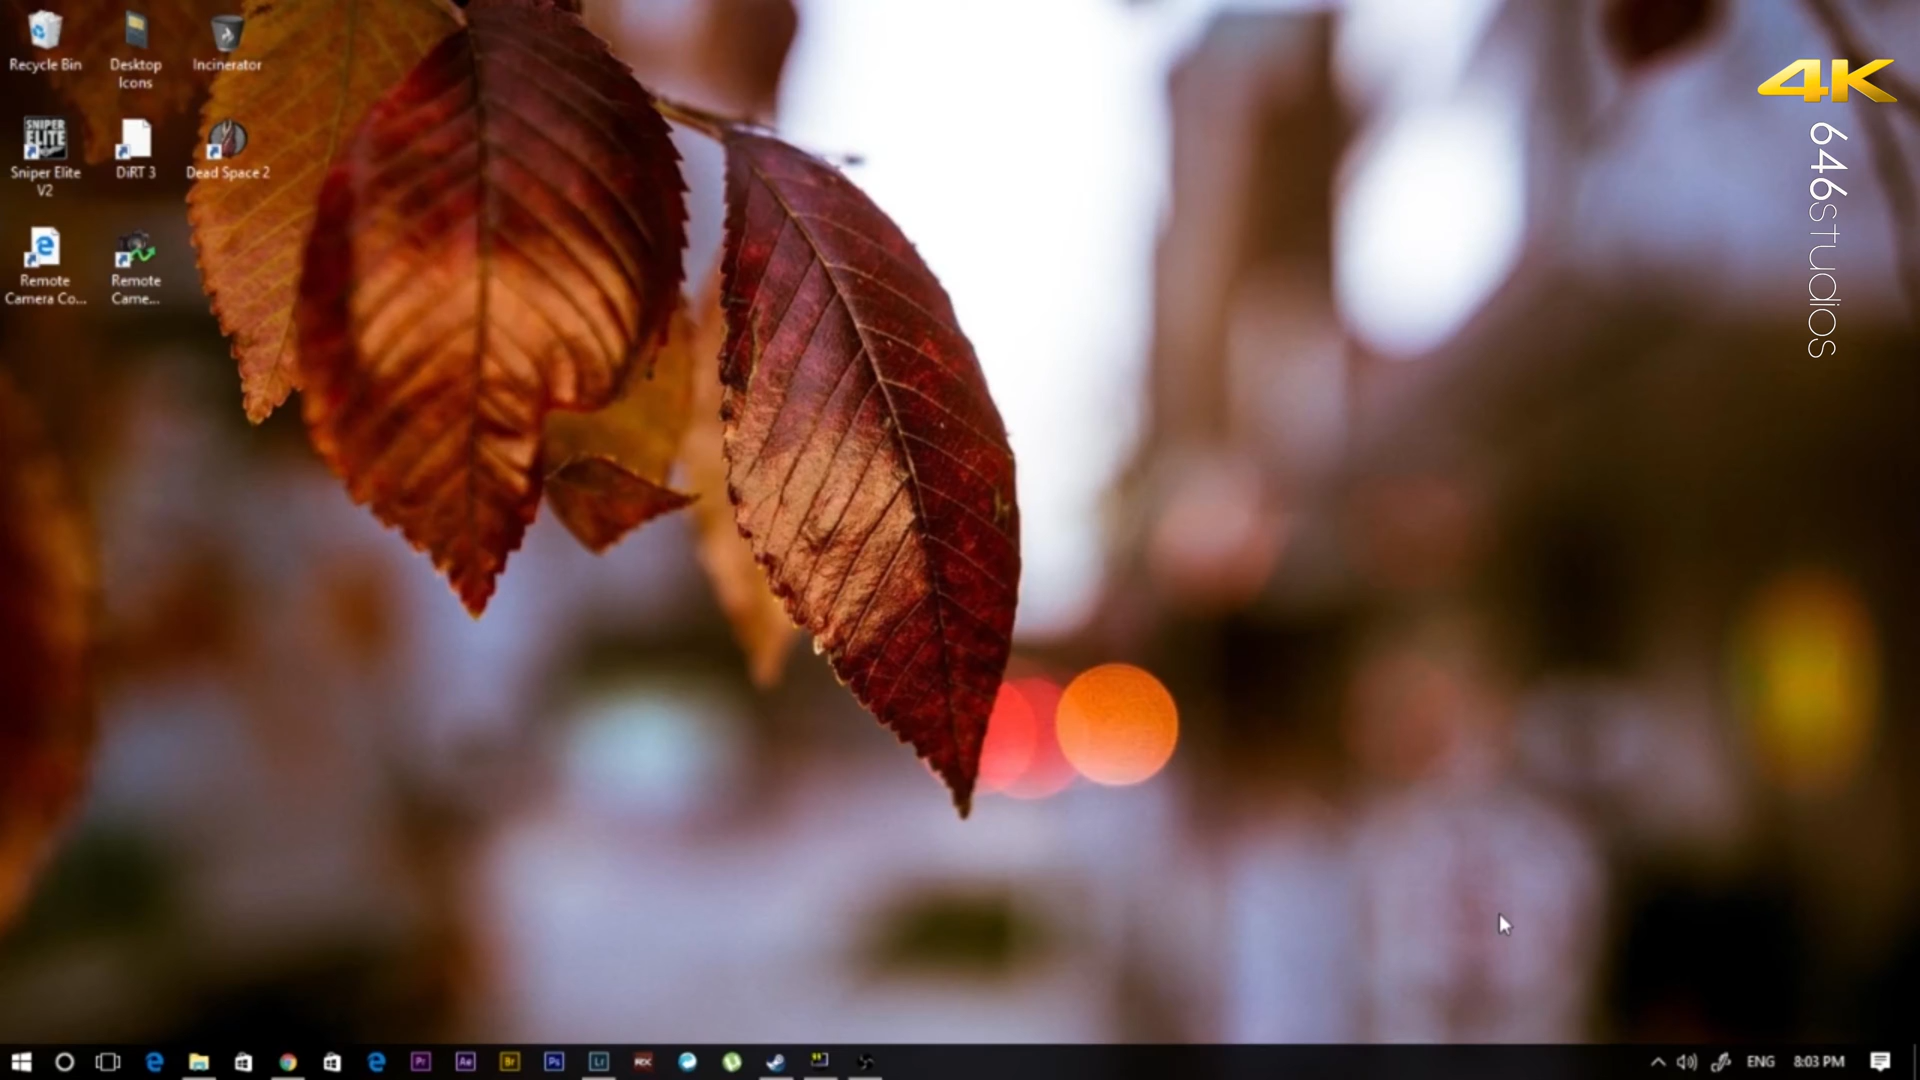 Recycle Bin
Desktop
Icons
Incinerator
SNIPER
ELITE
Sniper Elite
V2
DiRT 3
Dead Space 2
Remote
Camera Co...
Remote
Came...
4K
646studios
Pr
Ae
Br
Ps
Lr
RX
ENG
8:03 PM